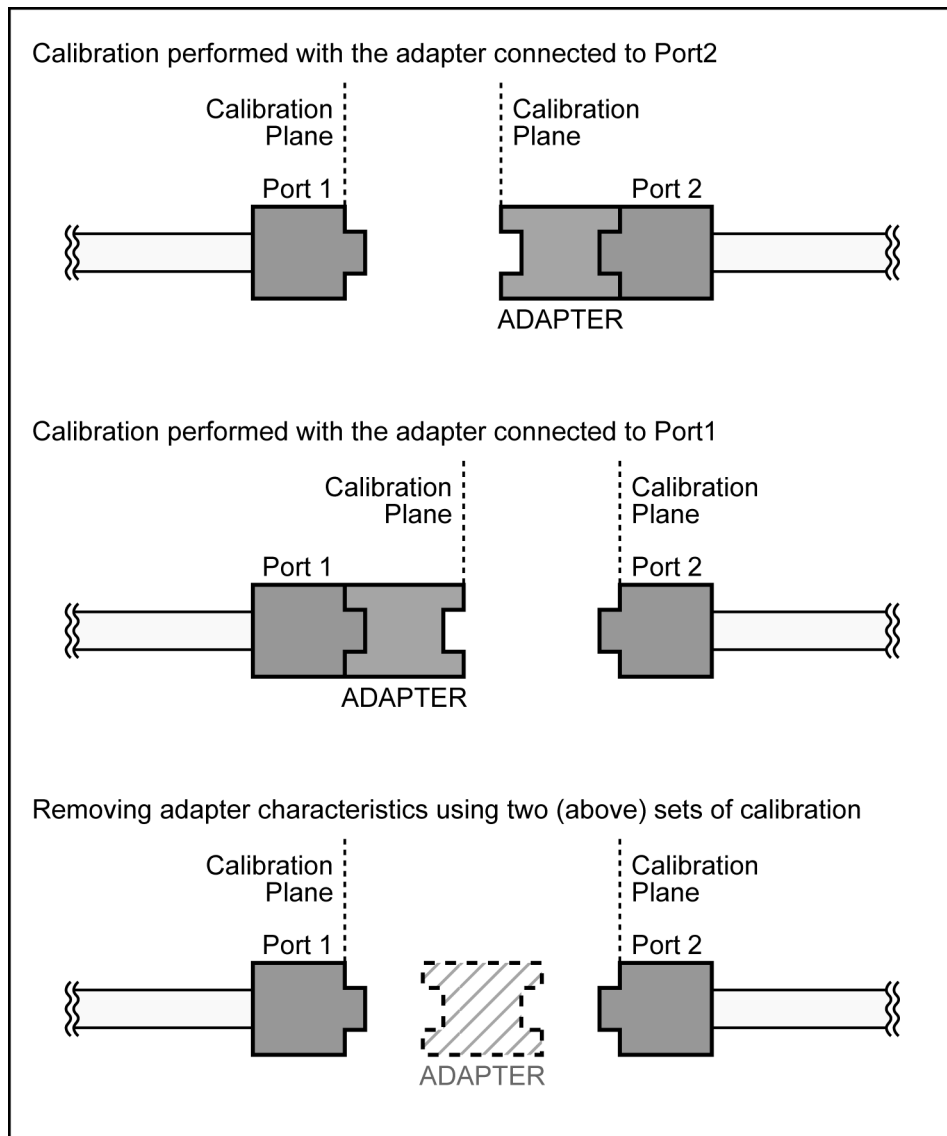 Calibration performed with the adapter connected to Port2
Calibration
Plane
Calibration
Plane
Port 1
Port 2
ADAPTER
Calibration performed with the adapter connected to Port1
Calibration
Plane
Calibration
Plane
Port 1
Port 2
ADAPTER
Removing adapter characteristics using two (above) sets of calibration
Calibration
Plane
Calibration
Plane
Port 1
Port 2
ADAPTER